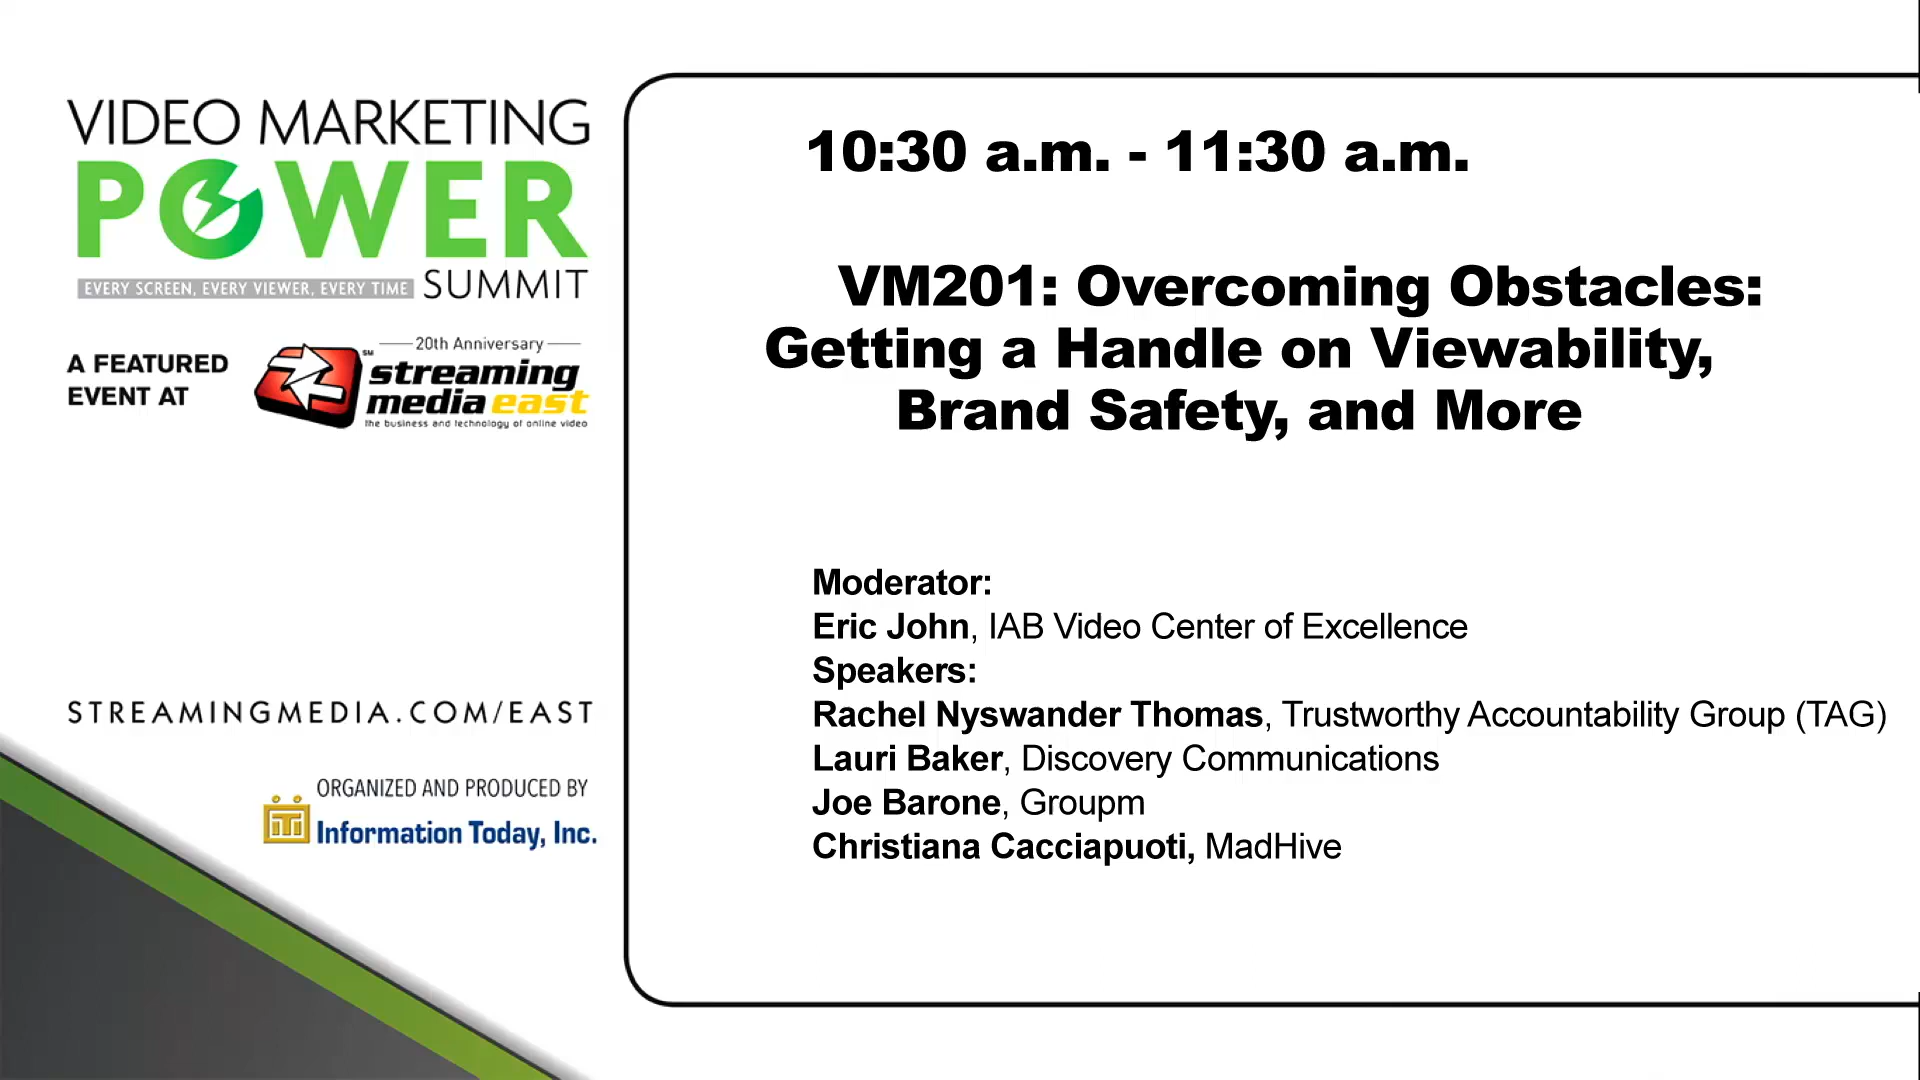 VIDEO MARKETING
POWER
EVERY SCREEN, EVERY VIEWER, EVERY TIME SUMMIT
A FEATURED
EVENT AT
20th Anniversary
SM
streaming
media east
the business and technology of online video
STREAMINGMEDIA.COM/EAST
ORGANIZED AND PRODUCED BY
iTi Information Today, Inc.
10:30 a.m. - 11:30 a.m.
VM201: Overcoming Obstacles:
Getting a Handle on Viewability,
Brand Safety, and More
Moderator:
Eric John, IAB Video Center of Excellence
Speakers:
Rachel Nyswander Thomas, Trustworthy Accountability Group (TAG)
Lauri Baker, Discovery Communications
Joe Barone, Groupm
Christiana Cacciapuoti, MadHive